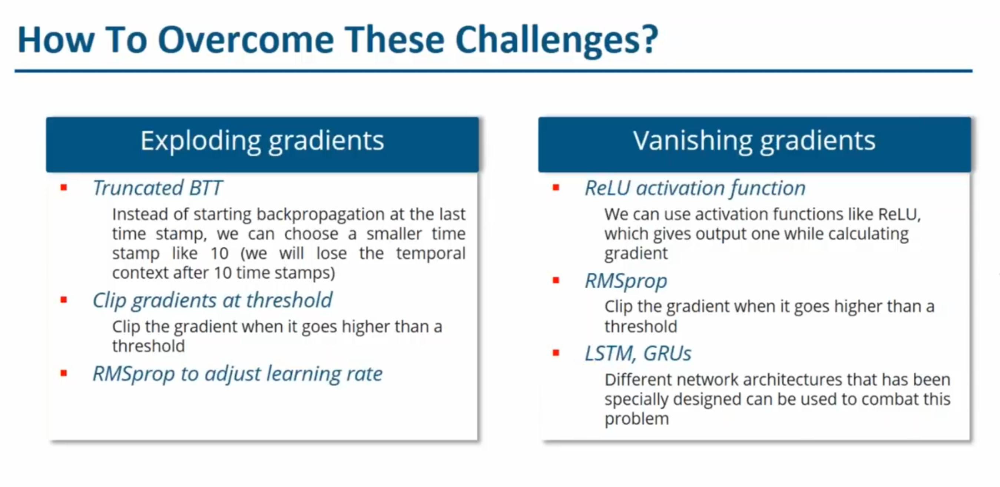 How To Overcome These Challenges?
Exploding gradients
Truncated BTT
Instead of starting backpropagation at the last
time stamp, we can choose a smaller time
stamp like 10 (we will lose the temporal
context after 10 time stamps)
Clip gradients at threshold
Clip the gradient when it goes higher than a
threshold
RMSprop to adjust learning rate
Vanishing gradients
ReLU activation function
We can use activation functions like ReLU,
which gives output one while calculating
gradient
RMSprop
Clip the gradient when it goes higher than a
threshold
LSTM, GRUs
Different network architectures that has been
specially designed can be used to combat this
problem